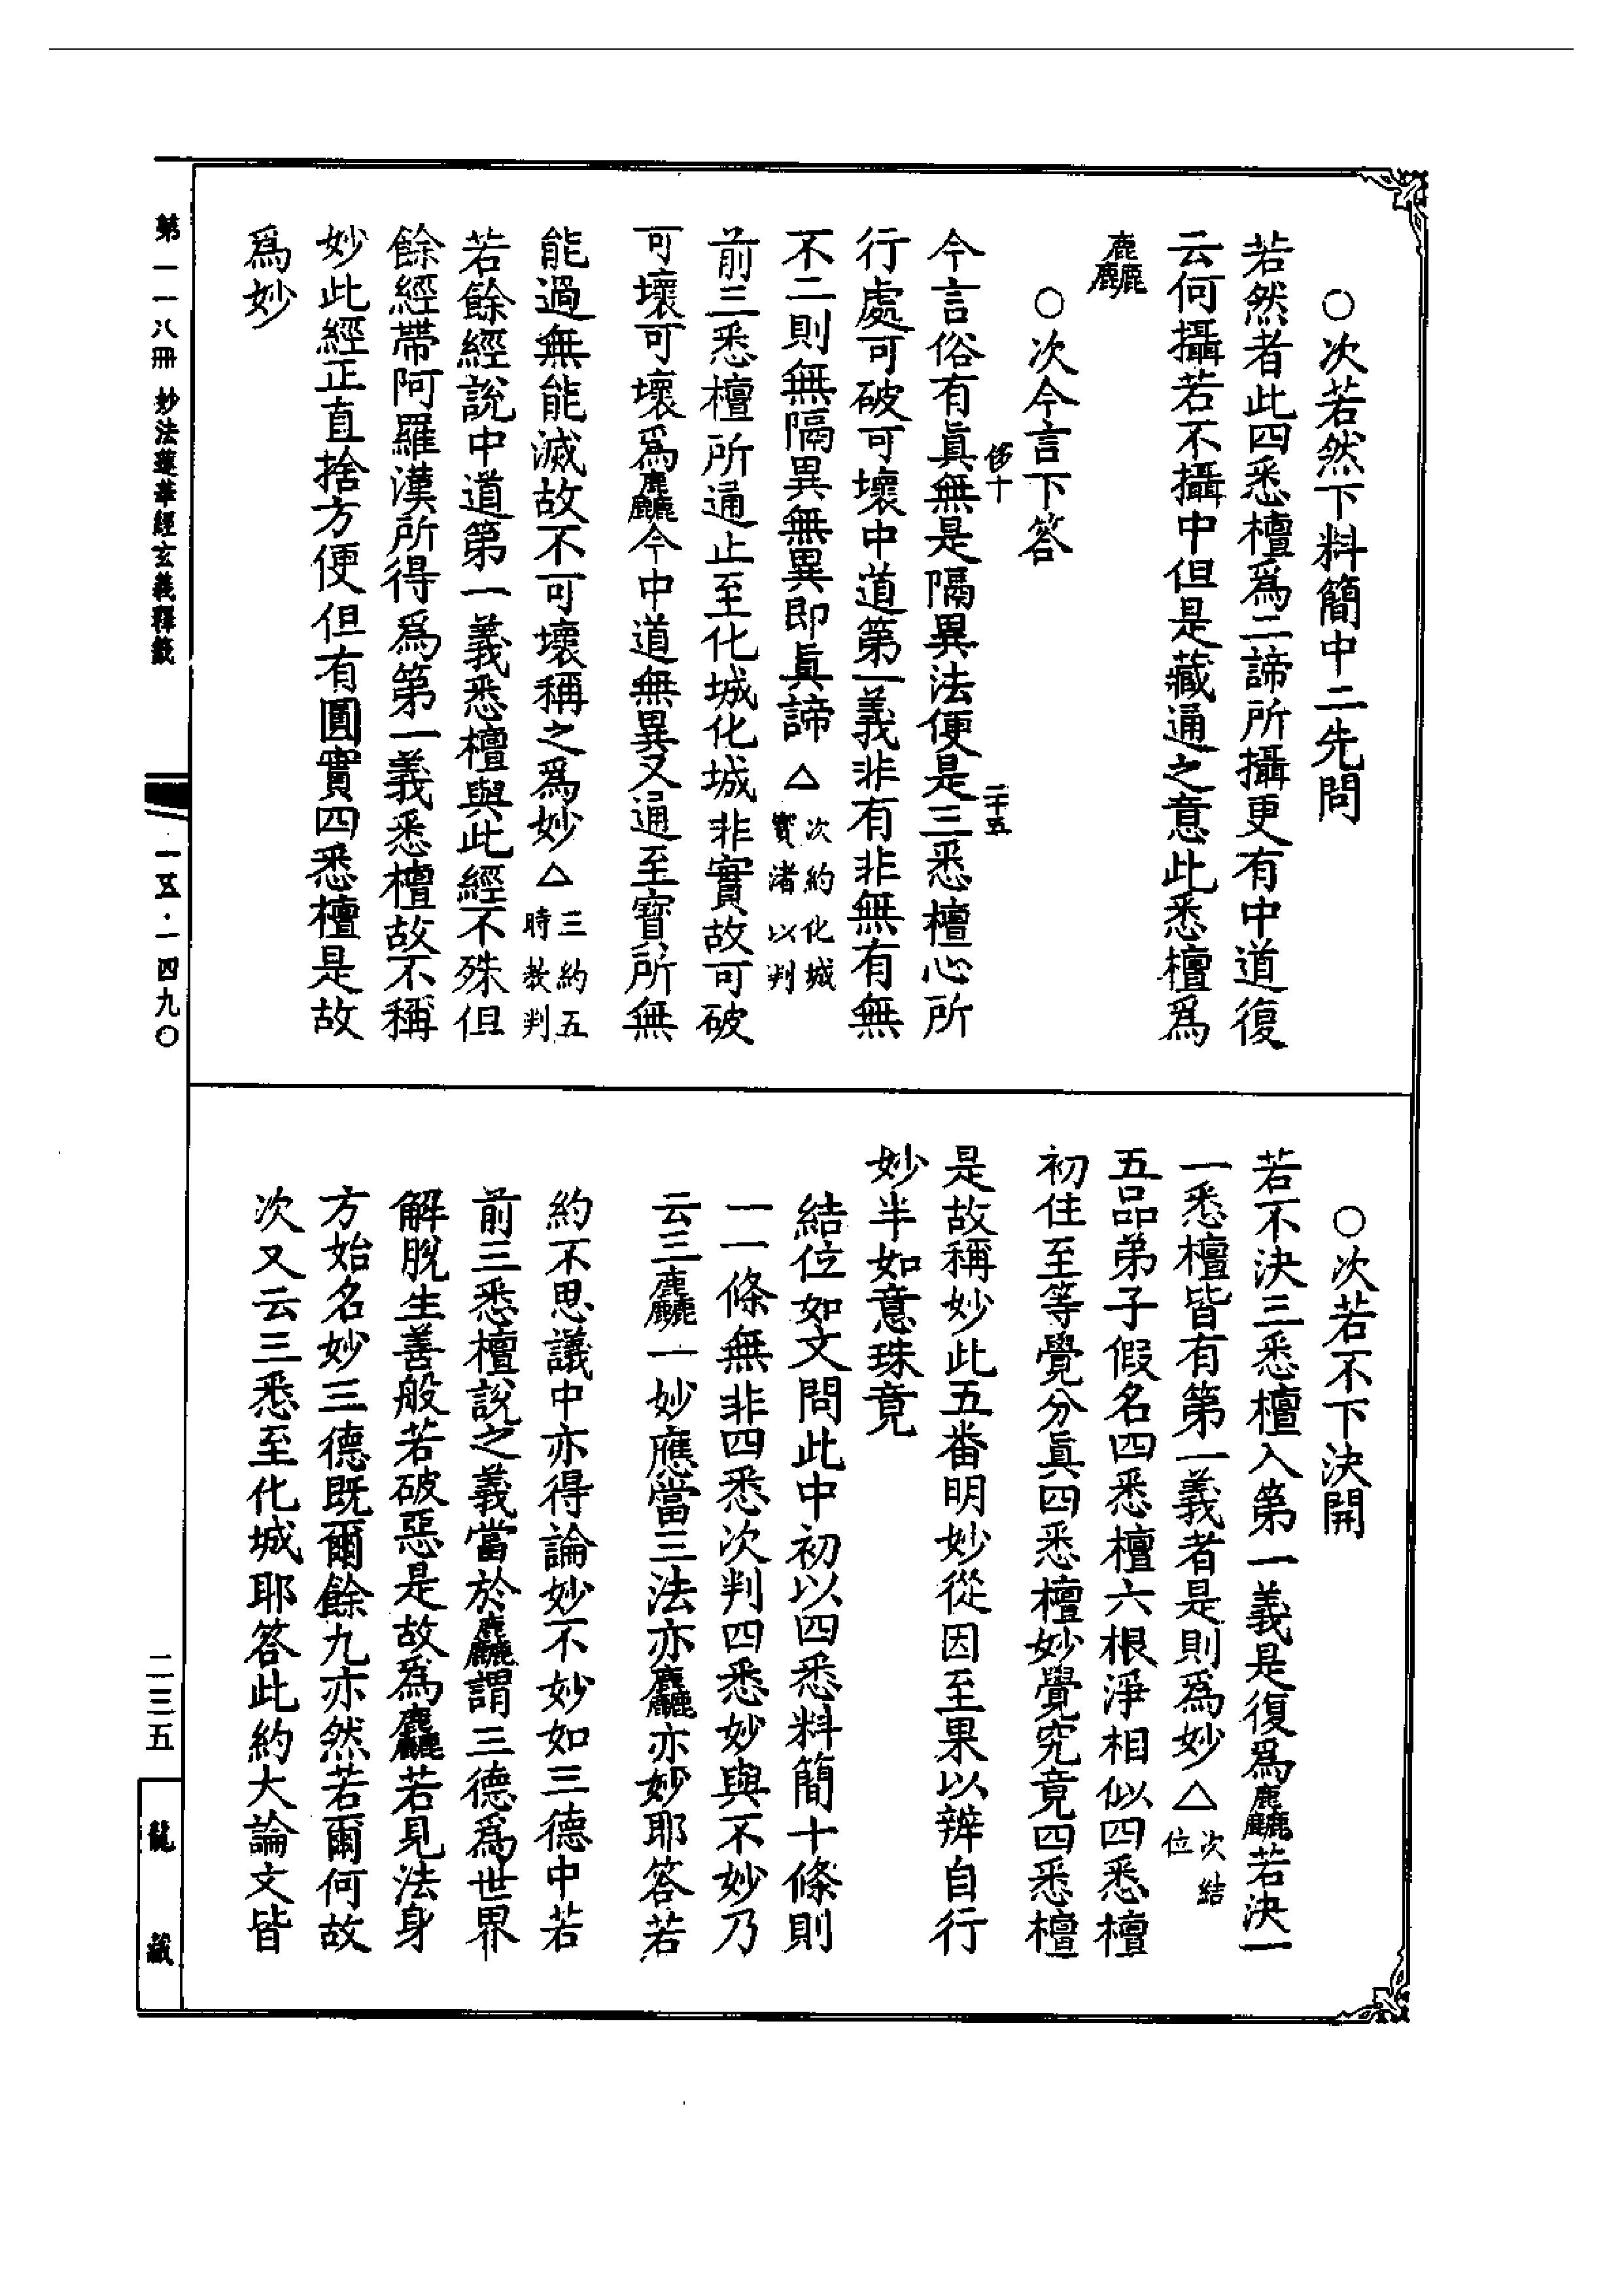 ○次若然下料簡中二先問
若然者此四悉檀爲二諦所攝更有中道復
云何攝若不攝中但是藏通之意此悉檀爲
麤
○次今言下答
侈十
二十五
今言俗有眞無是隔異法便是三悉檀心所
行處可破可壞中道第一義非有非無有無
不二則無隔異無異即眞諦△次約化城寶渚以判
前三悉檀所通止至化城化城非實故可破
可壞可壞爲麤今中道無異又通至寶所無
能過無能滅故不可壞稱之爲妙△三約五時教判
若餘經說中道第一義悉檀與此經不殊但
餘經帶阿羅漢所得爲第一義悉檀故不稱
妙此經正直捨方便但有圓實四悉檀是故
爲妙
○次若不下決開
若不決三悉檀入第一義是復爲麤若決一
一悉檀皆有第一義者是則爲妙△次結位
五品弟子假名四悉檀六根淨相似四悉檀
初住至等覺分眞四悉檀妙覺究竟四悉檀
是故稱妙此五番明妙從因至果以辨自行
妙半如意珠竟
結位如文問此中初以四悉料簡十條則
一一條無非四悉次判四悉妙與不妙乃
云三麤一妙應當三法亦麤亦妙耶答若
約不思議中亦得論妙不妙如三德中若
前三悉檀說之義當於麤謂三德爲世界
解脫生善般若破惡是故爲麤若見法身
方始名妙三德既爾餘九亦然若爾何故
次又云三悉至化城耶答此約大論文皆
第一一八冊 妙法蓮華經玄義釋籤
一五·一四九〇
二三五
龍藏